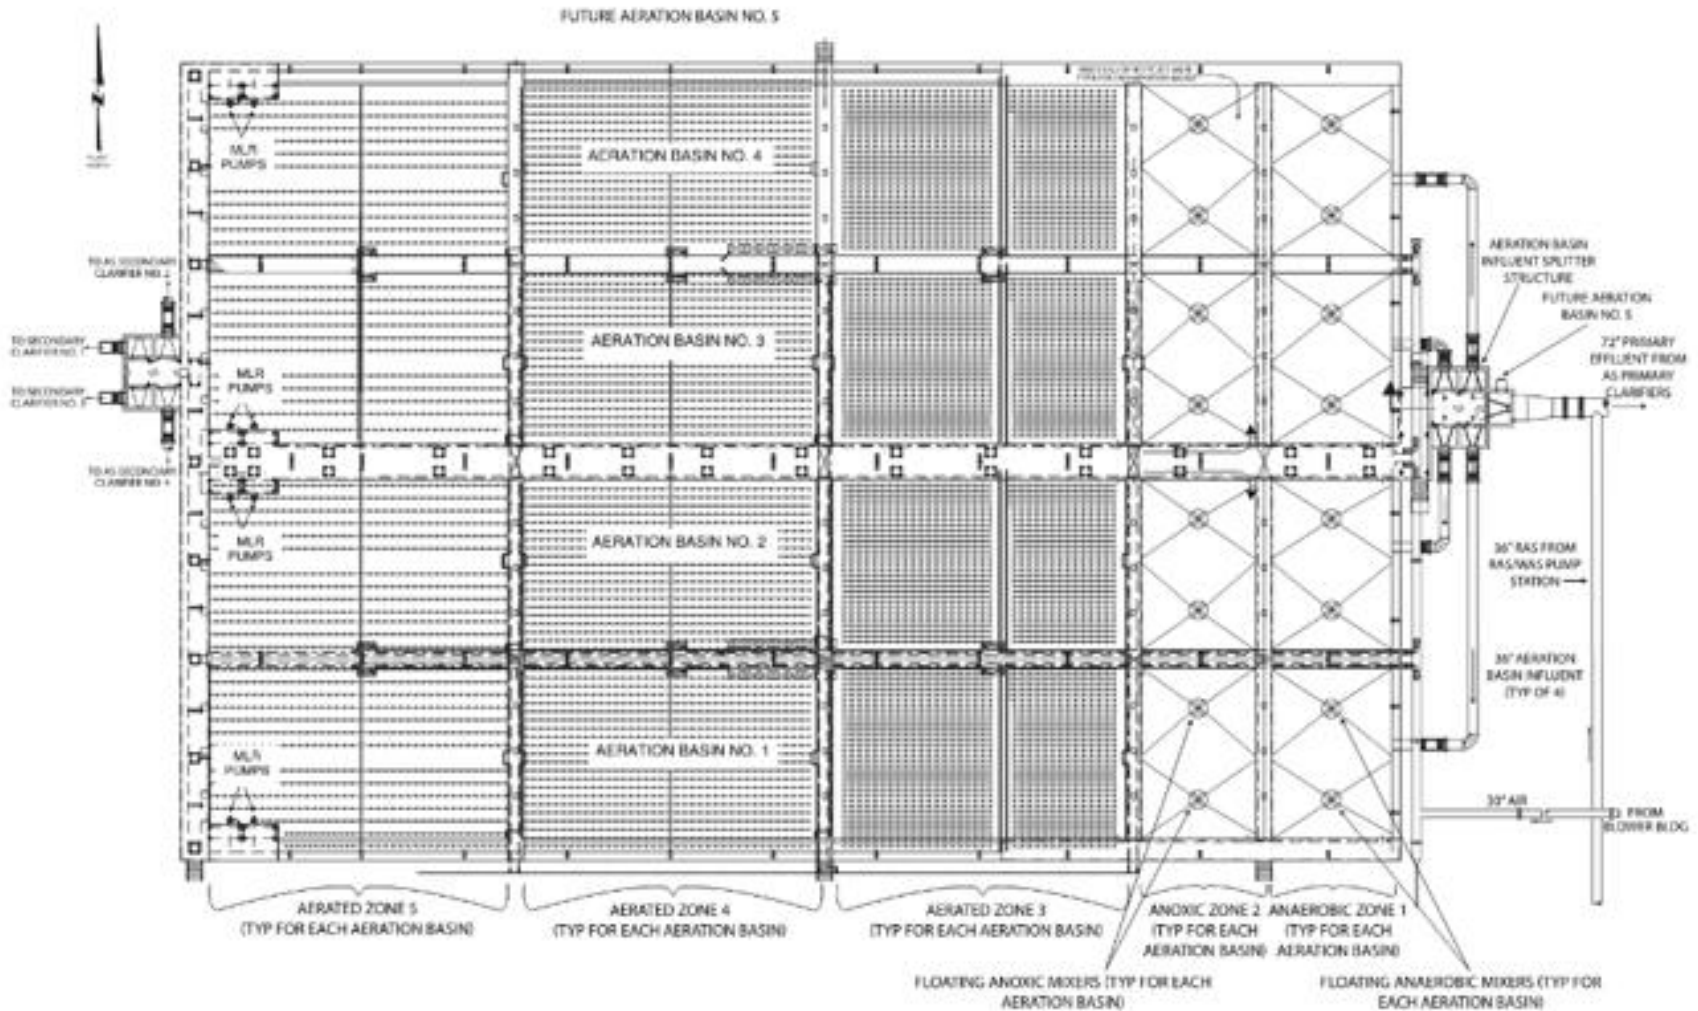 FUTURE AERATION BASIN NO. 5
N
MLR
PUMPS
AERATION BASIN NO. 4
TO AS SECONDARY
CLARIFIER NO. 2
AERATION BASIN
INFLUENT SPLITTER
STRUCTURE
FUTURE AERATION
BASIN NO. 5
TO SECONDARY
CLARIFIER NO. 1
AERATION BASIN NO. 3
72" PRIMARY
EFFLUENT FROM
AS PRIMARY
CLARIFIERS
MLR
PUMPS
TO SECONDARY
CLARIFIER NO. 3
TO AS SECONDARY
CLARIFIER NO. 4
MLR
PUMPS
AERATION BASIN NO. 2
36" RAS FROM
RAS/WAS PUMP
STATION
36" AERATION
BASIN INFLUENT
(TYP OF 4)
MLR
PUMPS
AERATION BASIN NO. 1
30" AIR
FROM
BLOWER BLDG
AERATED ZONE 5
(TYP FOR EACH AERATION BASIN)
AERATED ZONE 4
(TYP FOR EACH AERATION BASIN)
AERATED ZONE 3
(TYP FOR EACH AERATION BASIN)
ANOXIC ZONE 2
(TYP FOR EACH
AERATION BASIN)
ANAEROBIC ZONE 1
(TYP FOR EACH
AERATION BASIN)
FLOATING ANOXIC MIXERS (TYP FOR EACH
AERATION BASIN)
FLOATING ANAEROBIC MIXERS (TYP FOR
EACH AERATION BASIN)